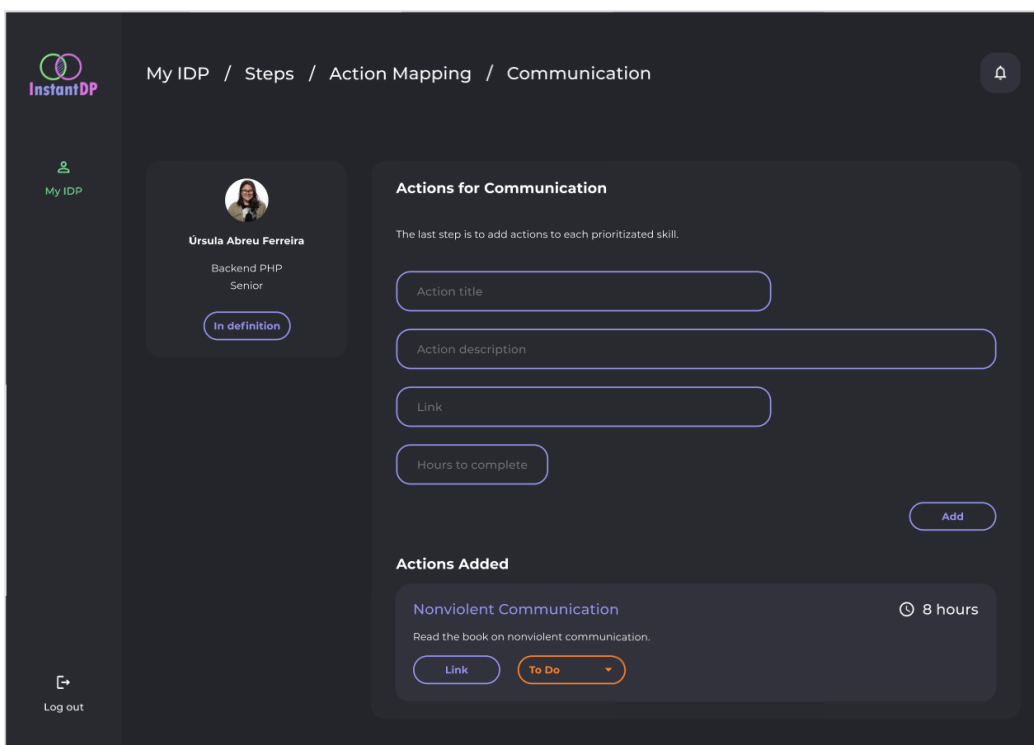 InstantDP
My IDP / Steps / Action Mapping / Communication
My IDP
Úrsula Abreu Ferreira
Backend PHP
Senior
In definition
Actions for Communication
The last step is to add actions to each prioritizated skill.
Action title
Action description
Link
Hours to complete
Add
Actions Added
Nonviolent Communication
8 hours
Read the book on nonviolent communication.
Link
To Do
Log out